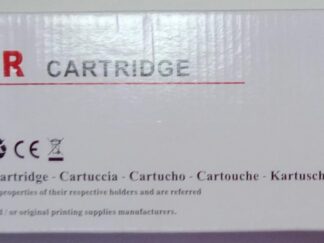 R CARTRIDGE
CE
artridge - Cartuccia - Cartucho - Cartouche - Kartusch
properties of their respective holders and are referred
d / or original printing supplies manufacturers.